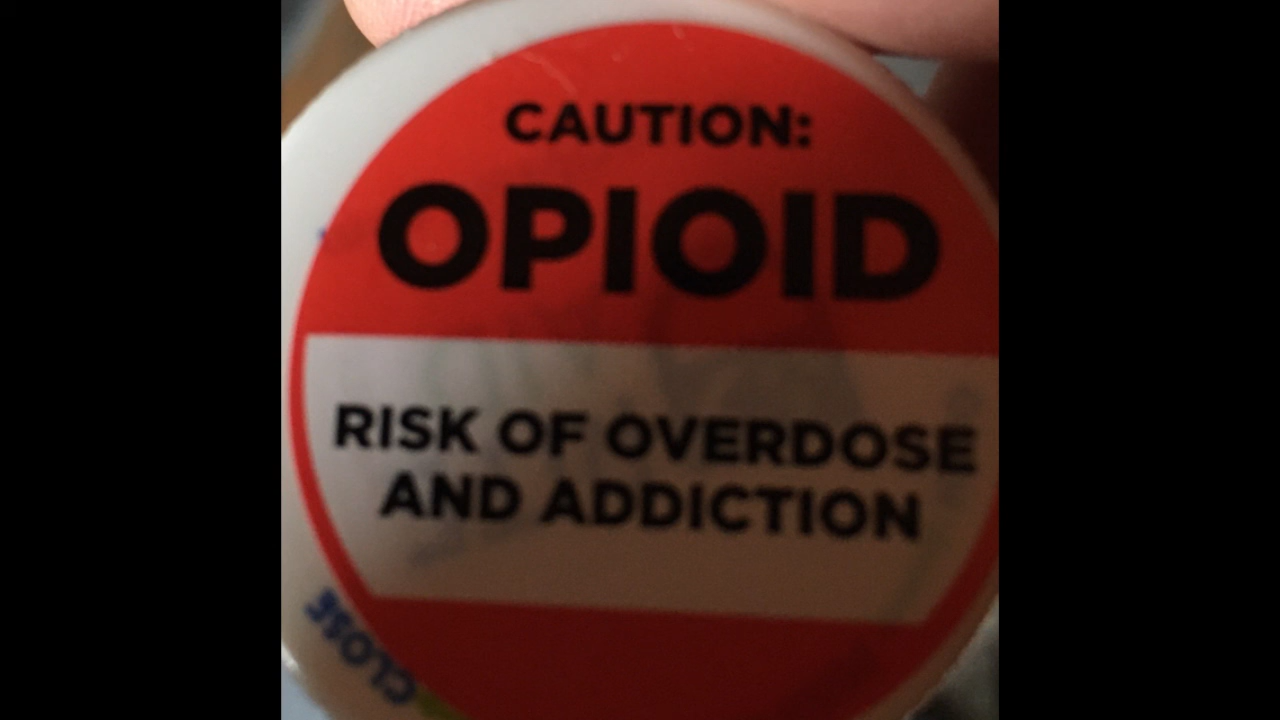 CAUTION:
OPIOID
RISK OF OVERDOSE
AND ADDICTION
CLOSE